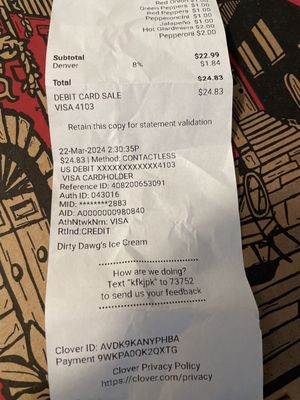 Red Onion $1.00
Green Peppers $1.00
Red Peppers $1.00
Pepperoncini $1.00
Jalapeño $1.00
Hot Giardineira $2.00
Pepperoni $2.00
Subtotal $22.99
Denver 8% $1.84
Total $24.83
DEBIT CARD SALE $24.83
VISA 4103
Retain this copy for statement validation
22-Mar-2024 2:30:35P
$24.83 | Method: CONTACTLESS
US DEBIT XXXXXXXXXXXX4103
VISA CARDHOLDER
Reference ID: 408200653091
Auth ID: 043016
MID: ********2883
AID: A0000000980840
AthNtwkNm: VISA
RtInd:CREDIT
Dirty Dawg's Ice Cream
How are we doing?
Text "kfkjpk" to 73752
to send us your feedback
Clover ID: AVDK9KANYPHBA
Payment 9WKPA0QK2QXTG
Clover Privacy Policy
https://clover.com/privacy